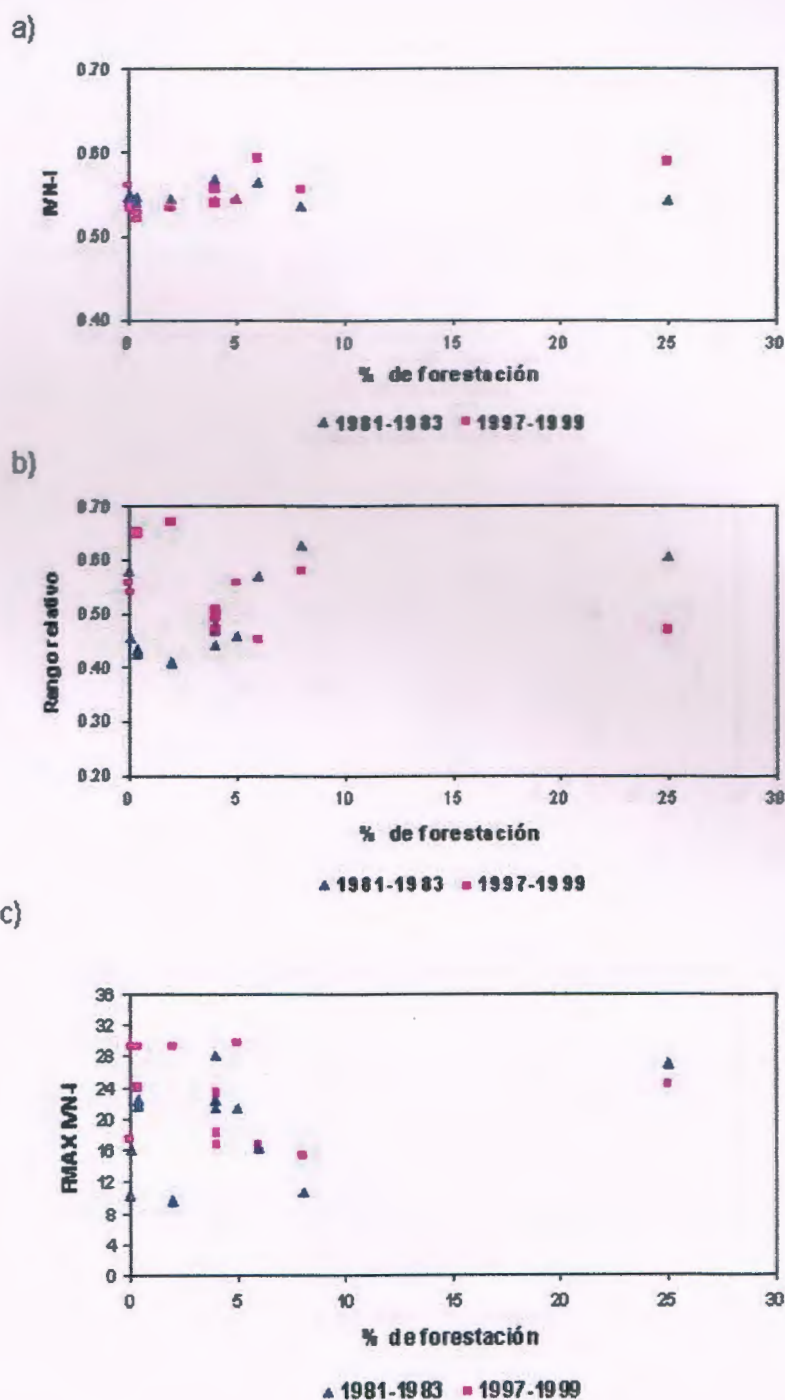 a)
0.70
0.60
0.50
0.40
IVN-I
0 5 10 15 20 25 30
% de forestación
1981-1983 1997-1999
b)
0.70
0.60
0.50
0.40
0.30
0.20
Rango relativo
0 5 10 15 20 25 30
% de forestación
1981-1983 1997-1999
c)
36
32
28
24
20
16
12
8
4
0
FMAX IVN-I
0 5 10 15 20 25 30
% de forestación
1981-1983 1997-1999